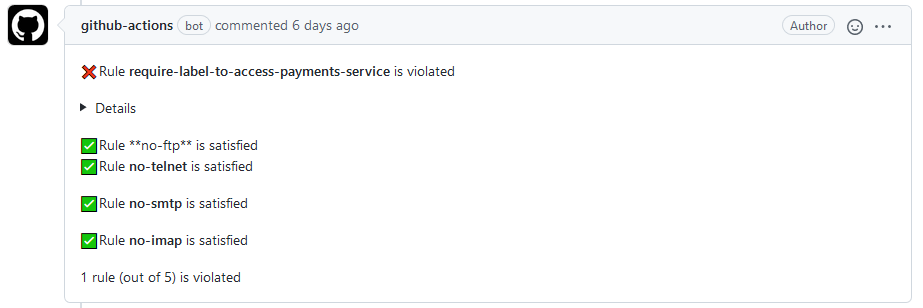 github-actions bot commented 6 days ago Author
❌ Rule require-label-to-access-payments-service is violated
Details
✅ Rule **no-ftp** is satisfied
✅ Rule no-telnet is satisfied
✅ Rule no-smtp is satisfied
✅ Rule no-imap is satisfied
1 rule (out of 5) is violated